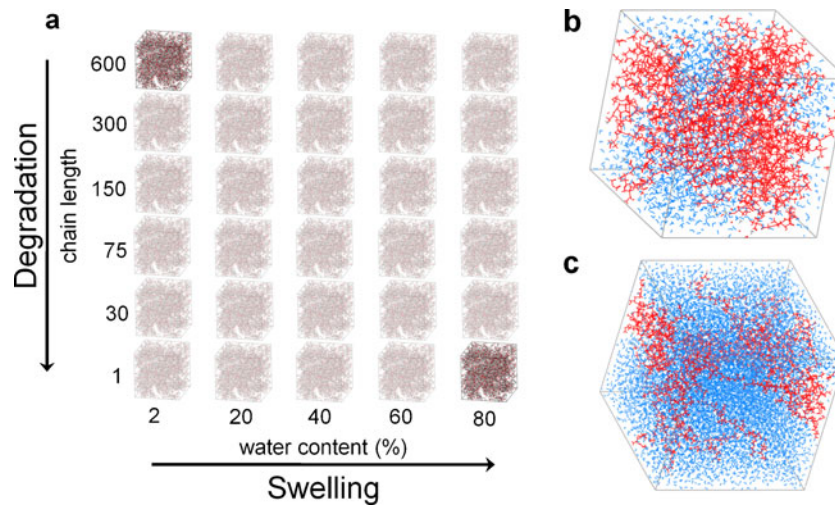 a
600
300
150
75
30
1
Degradation
chain length
2 20 40 60 80
water content (%)
Swelling
b
c